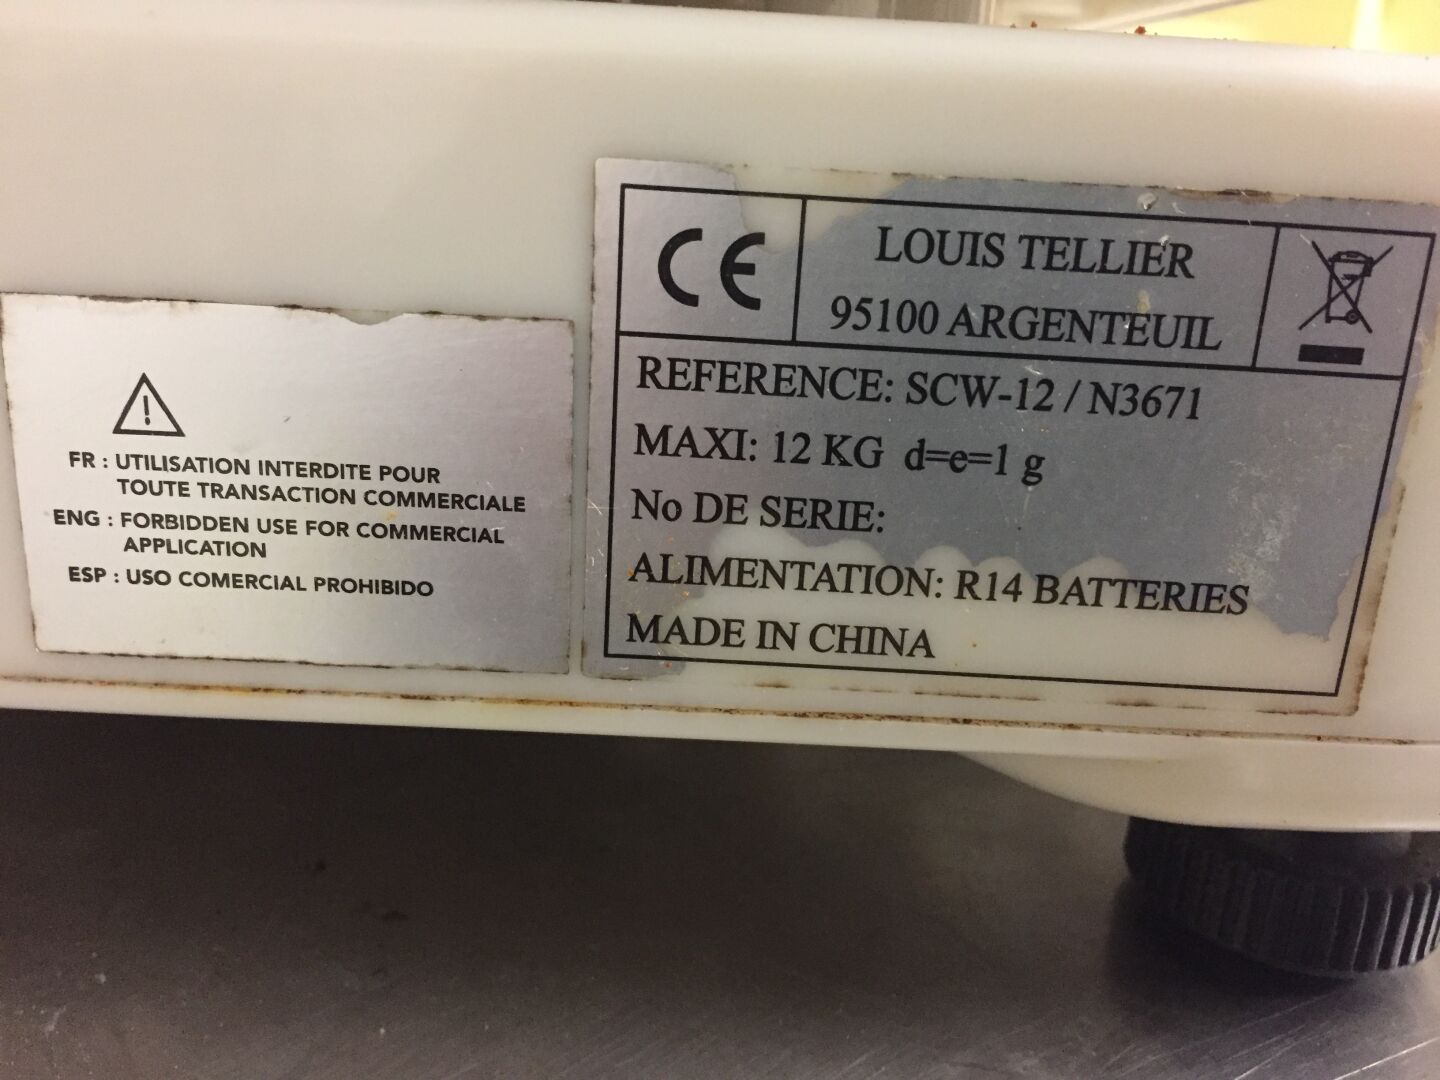 FR : UTILISATION INTERDITE POUR
TOUTE TRANSACTION COMMERCIALE
ENG : FORBIDDEN USE FOR COMMERCIAL
APPLICATION
ESP : USO COMERCIAL PROHIBIDO
CE
LOUIS TELLIER
95100 ARGENTEUIL
REFERENCE: SCW-12 / N3671
MAXI: 12 KG d=e=1 g
No DE SERIE:
ALIMENTATION: R14 BATTERIES
MADE IN CHINA